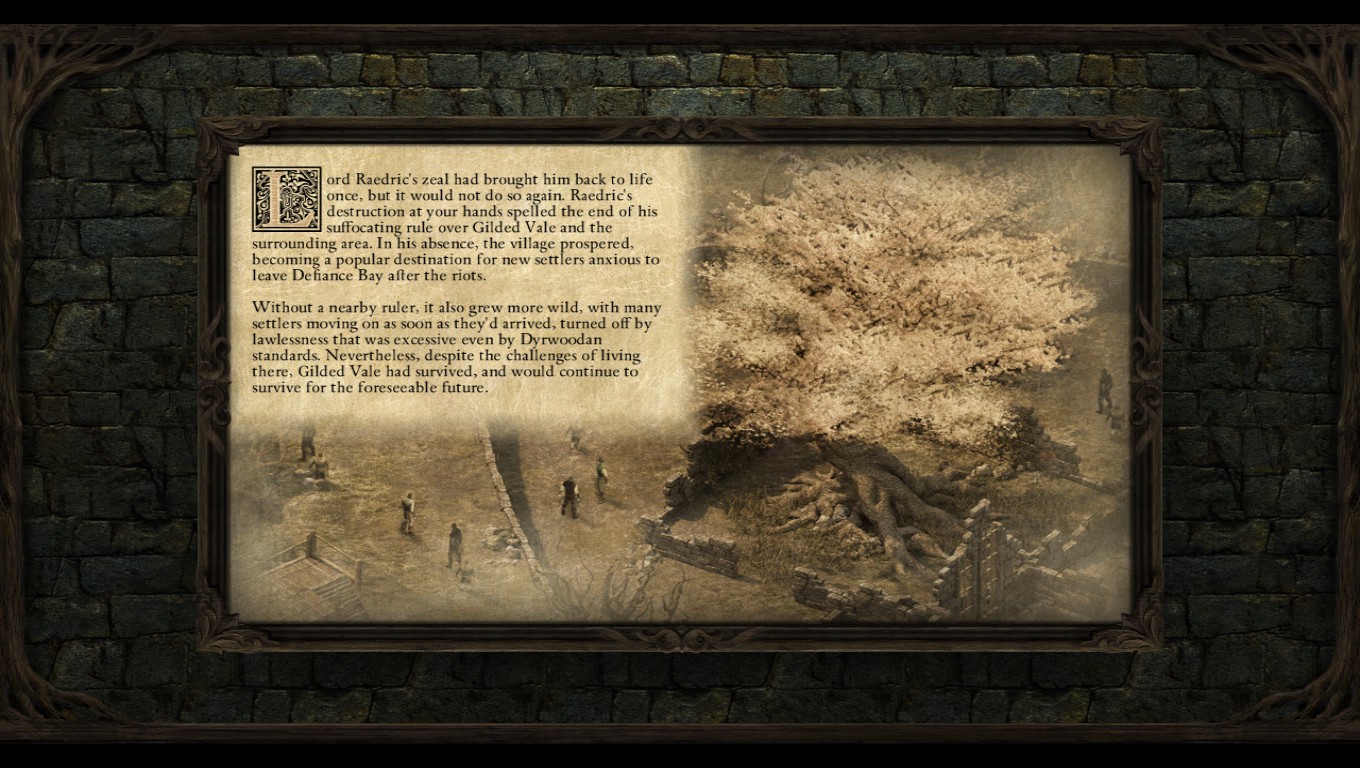 Lord Raedric's zeal had brought him back to life
once, but it would not do so again. Raedric's
destruction at your hands spelled the end of his
suffocating rule over Gilded Vale and the
surrounding area. In his absence, the village prospered,
becoming a popular destination for new settlers anxious to
leave Defiance Bay after the riots.
Without a nearby ruler, it also grew more wild, with many
settlers moving on as soon as they'd arrived, turned off by
lawlessness that was excessive even by Dyrwoodan
standards. Nevertheless, despite the challenges of living
there, Gilded Vale had survived, and would continue to
survive for the foreseeable future.